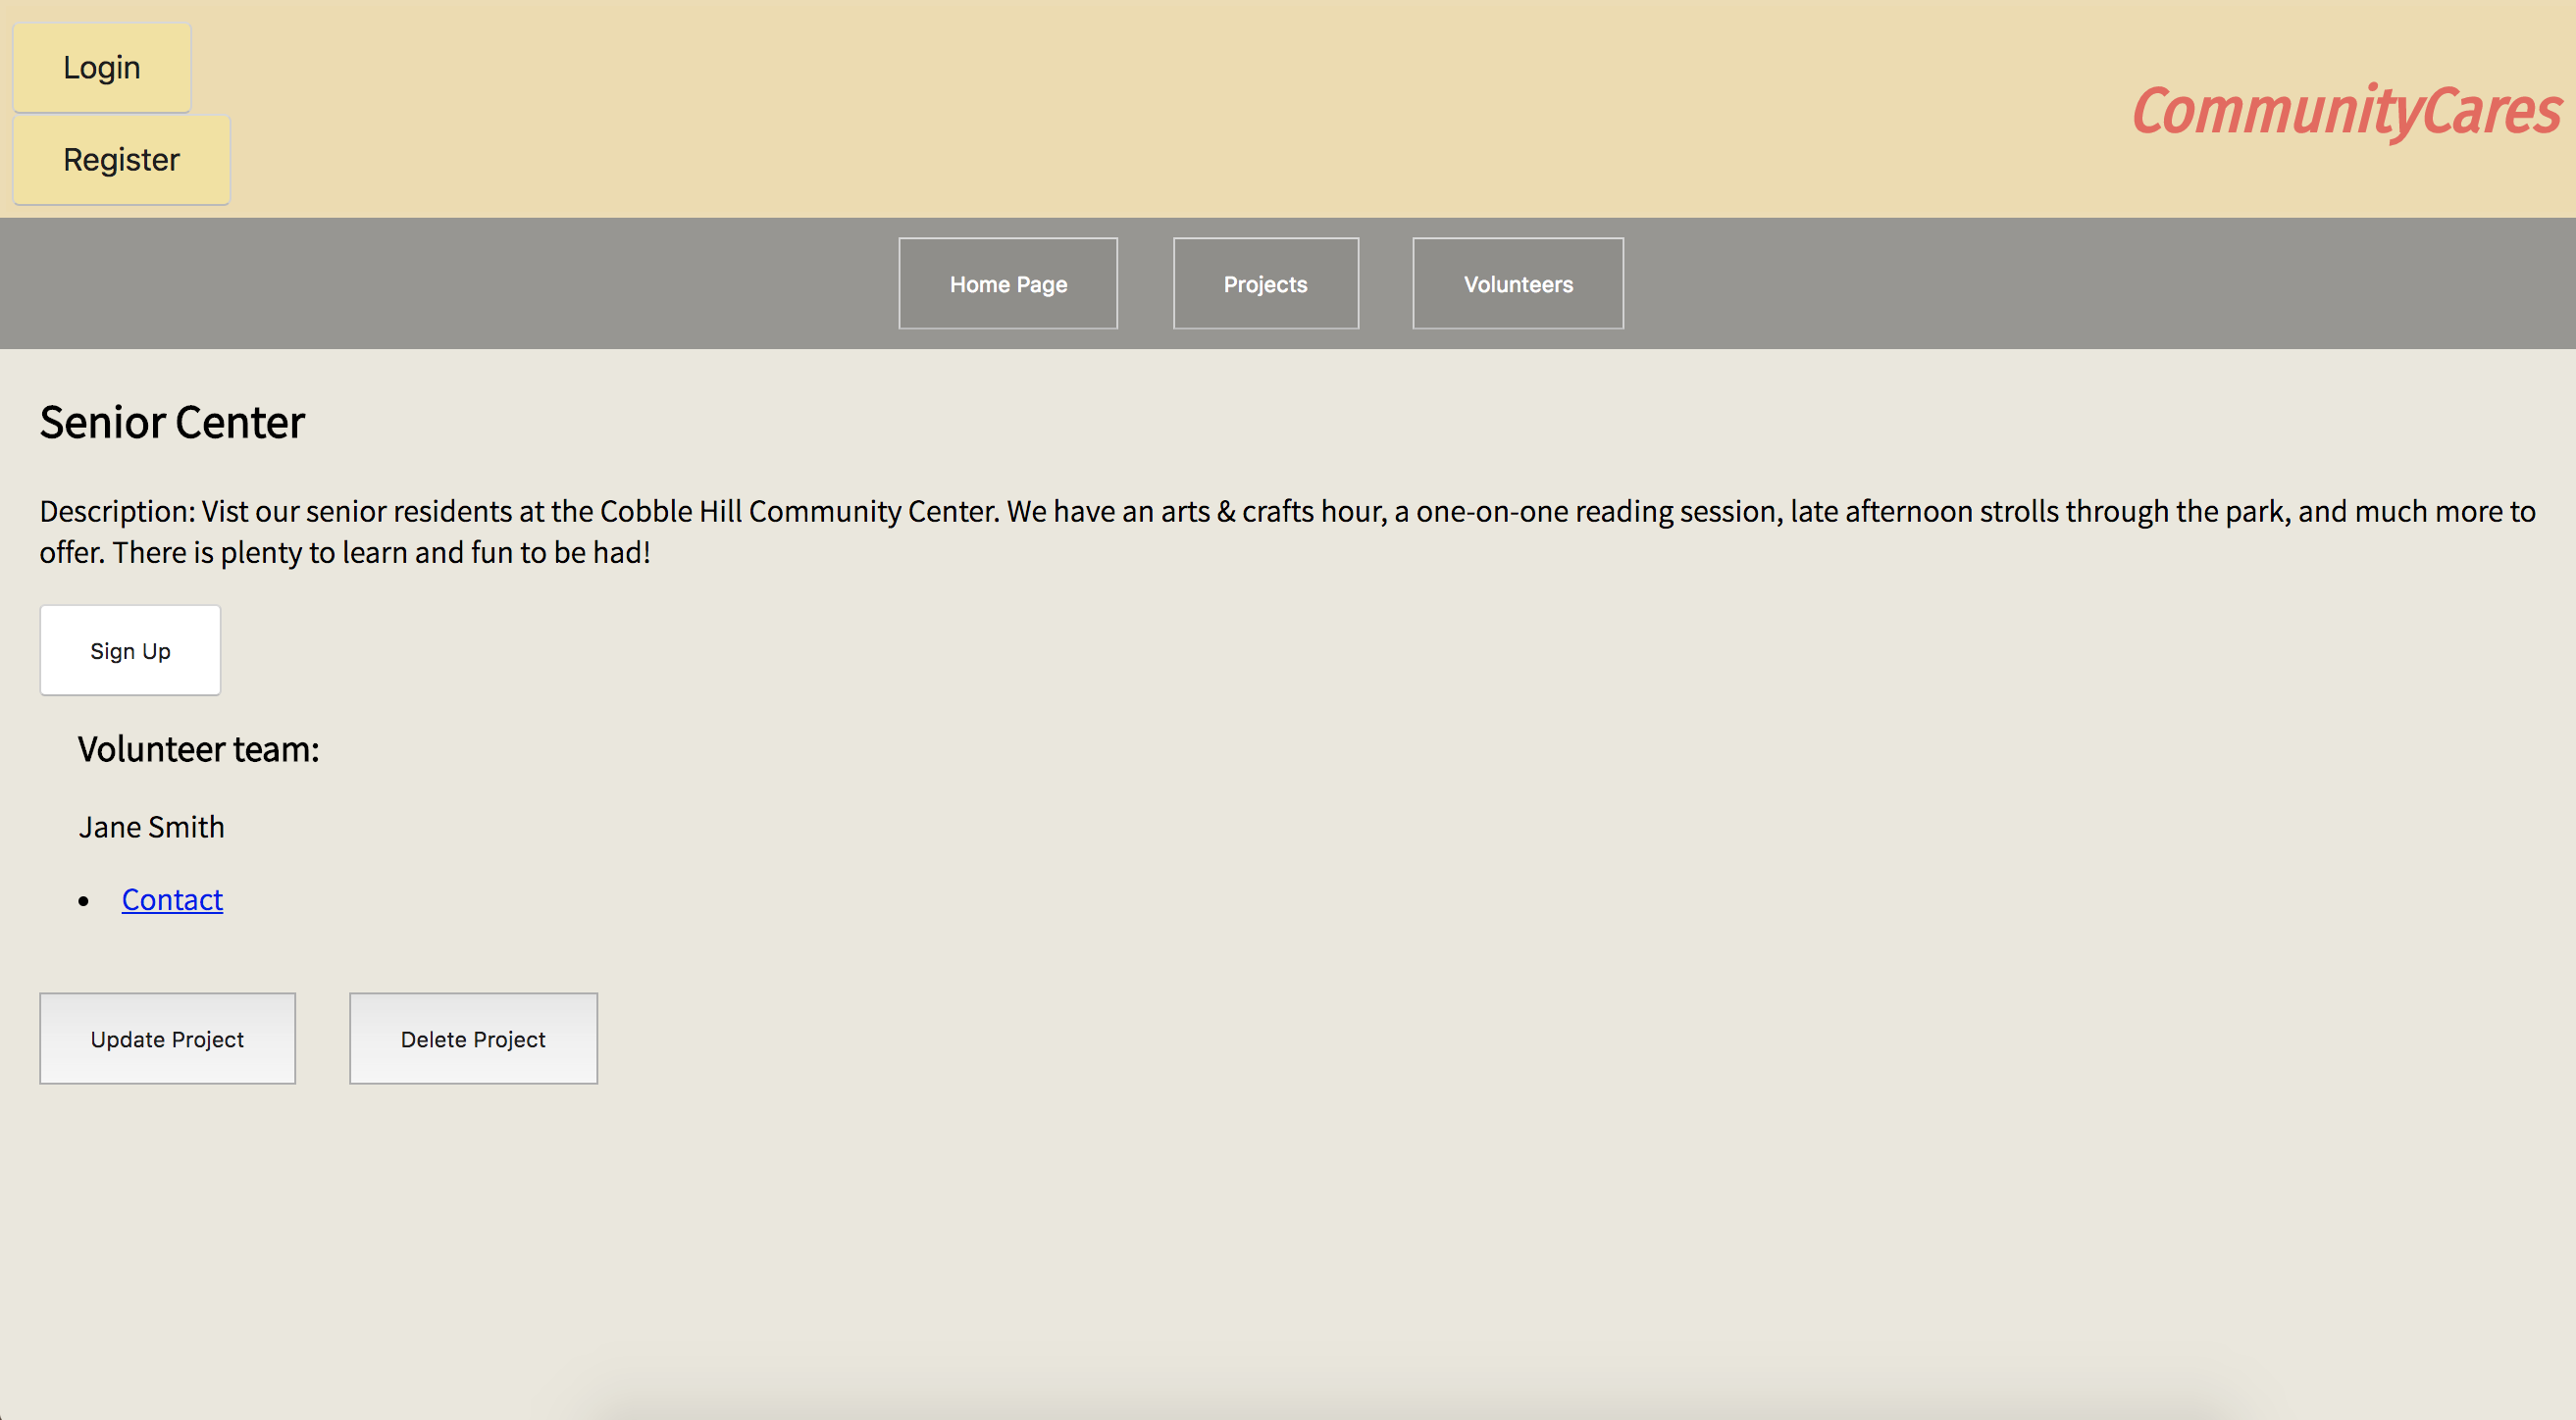 Login
Register
CommunityCares
Home Page
Projects
Volunteers
Senior Center
Description: Vist our senior residents at the Cobble Hill Community Center. We have an arts & crafts hour, a one-on-one reading session, late afternoon strolls through the park, and much more to
offer. There is plenty to learn and fun to be had!
Sign Up
Volunteer team:
Jane Smith
Contact
Update Project
Delete Project